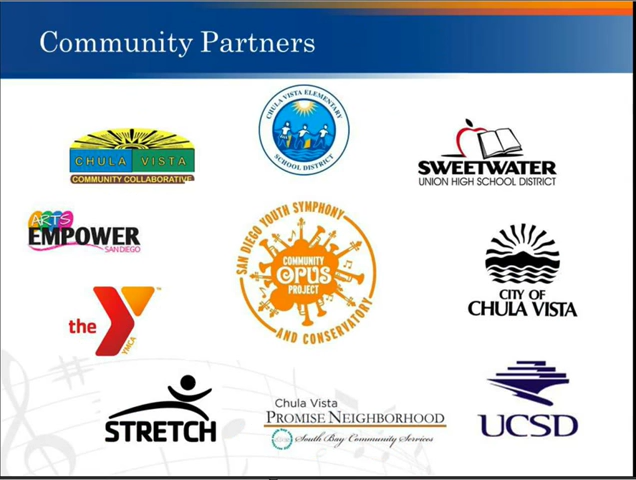 Community Partners
CHULA VISTA ELEMENTARY
SCHOOL DISTRICT
CHULA VISTA
COMMUNITY COLLABORATIVE
SWEETWATER
UNION HIGH SCHOOL DISTRICT
ARTS
EMPOWER
SAN DIEGO
SAN DIEGO YOUTH SYMPHONY
AND CONSERVATORY
COMMUNITY
OPUS
PROJECT
CITY OF
CHULA VISTA
the Y
YMCA
TM
STRETCH
Chula Vista
PROMISE NEIGHBORHOOD
South Bay Community Services
UCSD